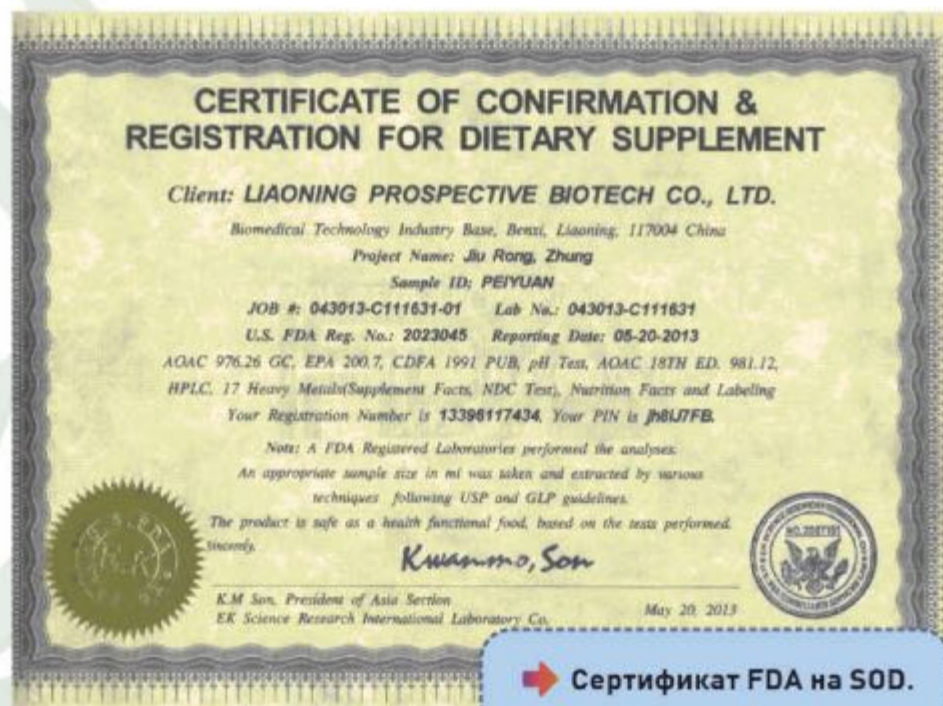 CERTIFICATE OF CONFIRMATION &
REGISTRATION FOR DIETARY SUPPLEMENT
Client: LIAONING PROSPECTIVE BIOTECH CO., LTD.
Biomedical Technology Industry Base, Benxi, Liaoning, 117004 China
Project Name: Jiu Rong, Zhung
Sample ID: PEIYUAN
JOB #: 043013-C111631-01 Lab No.: 043013-C111631
U.S. FDA Reg. No.: 2023045 Reporting Date: 05-20-2013
AOAC 976.26 GC, EPA 200.7, CDFA 1991 PUB, pH Test, AOAC 18TH ED. 981.12,
HPLC, 17 Heavy Metals(Supplement Facts, NDC Test), Nutrition Facts and Labeling
Your Registration Number is 13396117434, Your PIN is jh8U7FB.
Note: A FDA Registered Laboratories performed the analyses:
An appropriate sample size in ml was taken and extracted by various
techniques following USP and GLP guidelines.
The product is safe as a health functional food, based on the tests performed.
Sincerely,
Kwanmo, Son
K.M Son, President of Asia Section
EK Science Research International Laboratory Co.
May 20, 2013
Сертификат FDA на SOD.